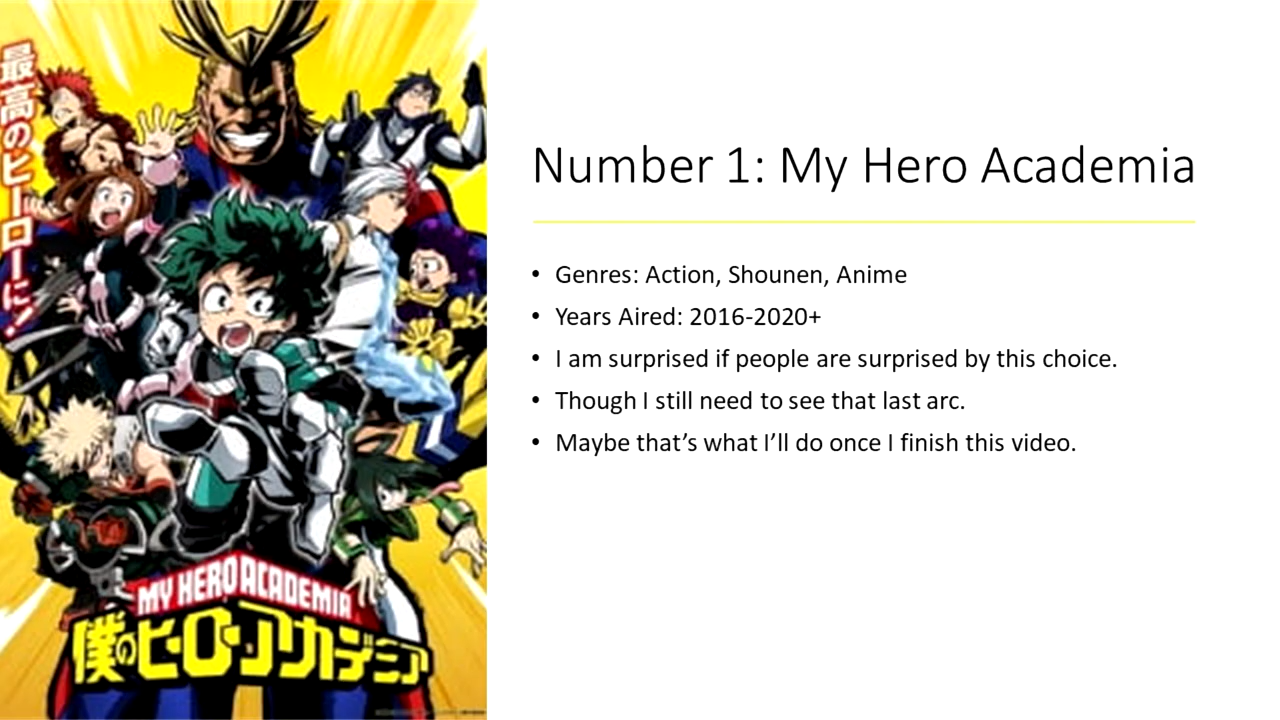 最高のヒーローに!
MY HERO ACADEMIA
僕のヒーローアカデミア
Number 1: My Hero Academia
• Genres: Action, Shounen, Anime
• Years Aired: 2016-2020+
• I am surprised if people are surprised by this choice.
• Though I still need to see that last arc.
• Maybe that’s what I’ll do once I finish this video.